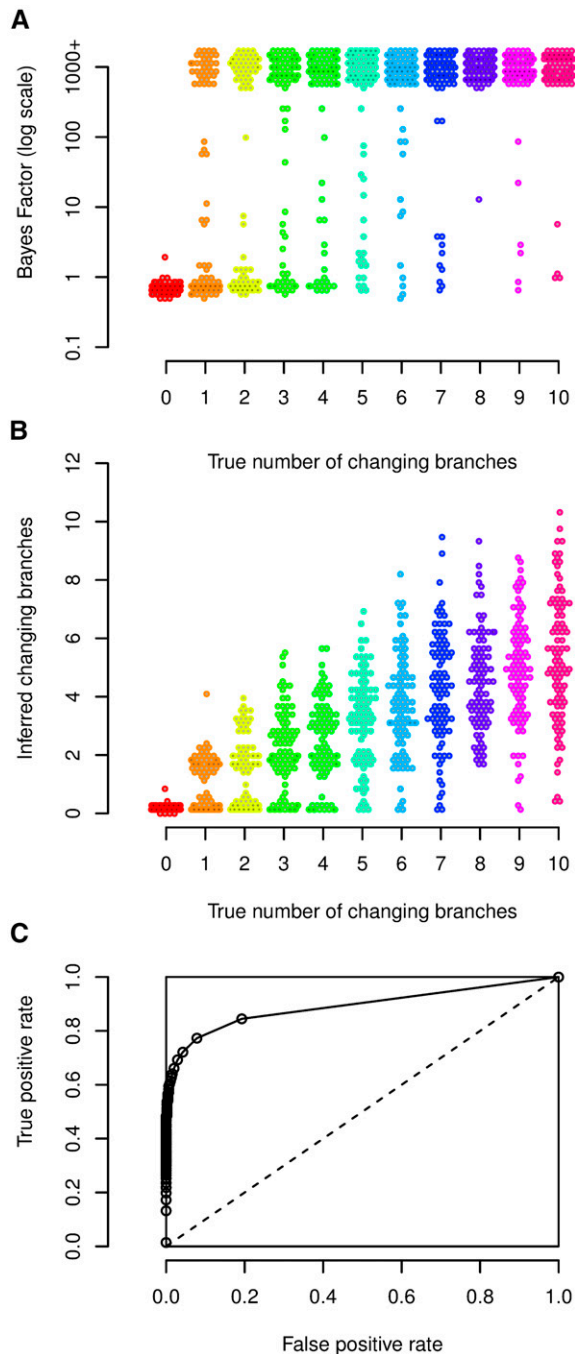 A
Bayes Factor (log scale)
1000+
100
10
1
0.1
0 1 2 3 4 5 6 7 8 9 10
True number of changing branches
B
Inferred changing branches
12
10
8
6
4
2
0
0 1 2 3 4 5 6 7 8 9 10
True number of changing branches
C
True positive rate
1.0
0.8
0.6
0.4
0.2
0.0
0.0 0.2 0.4 0.6 0.8 1.0
False positive rate